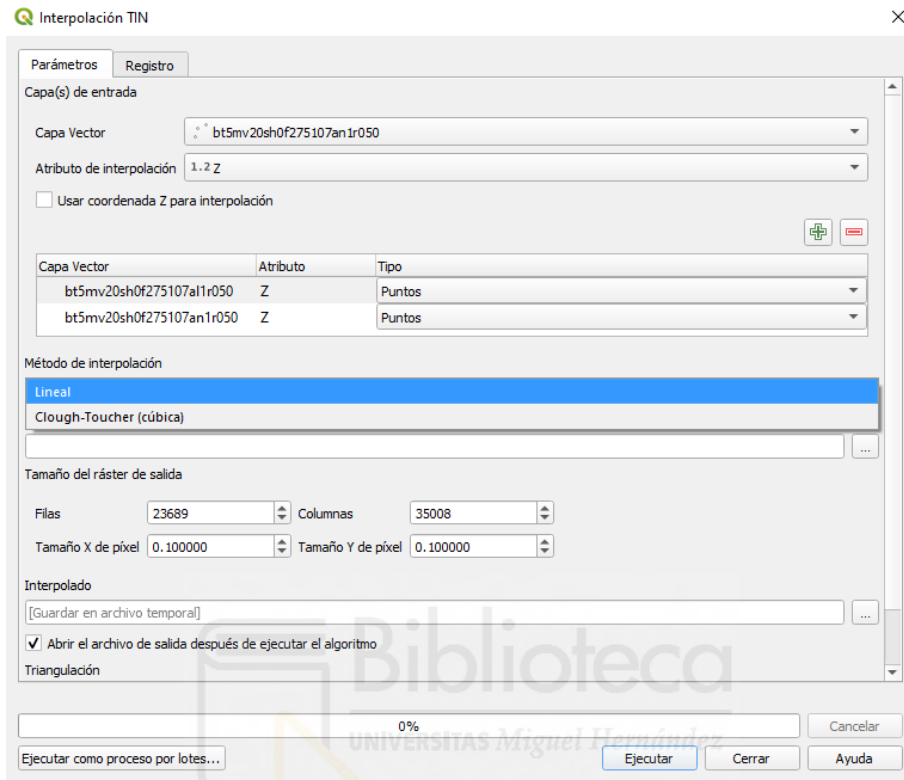 Interpolación TIN
Parámetros Registro
Capa(s) de entrada
Capa Vector bt5mv20sh0f275107an1r050
Atributo de interpolación 1.2 Z
Usar coordenada Z para interpolación
Capa Vector Atributo Tipo
bt5mv20sh0f275107al1r050 Z Puntos
bt5mv20sh0f275107an1r050 Z Puntos
Método de interpolación
Lineal
Clough-Toucher (cúbica)
...
Tamaño del ráster de salida
Filas 23689 Columnas 35008
Tamaño X de píxel 0.100000 Tamaño Y de píxel 0.100000
Interpolado
[Guardar en archivo temporal] ...
Abrir el archivo de salida después de ejecutar el algoritmo
Triangulación
Biblioteca
0% Cancelar
UNIVERSITAS Miguel Hernández
Ejecutar como proceso por lotes... Ejecutar Cerrar Ayuda